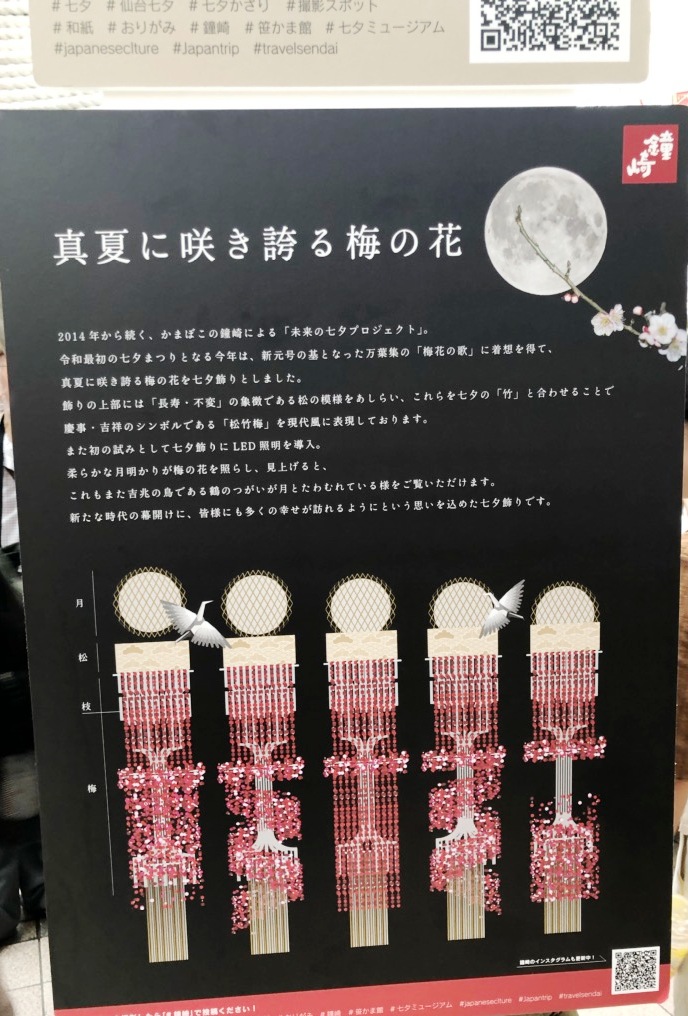 # 七夕 # 仙台七夕 # 七夕かざり # 撮影スポット
# 和紙 # おりがみ # 鐘崎 # 笹かま館 # 七夕ミュージアム
#japaneseclture #Japantrip #travelsendai
鐘崎
真夏に咲き誇る梅の花
2014年から続く、かまぼこの鐘崎による「未来の七夕プロジェクト」。
令和最初の七夕まつりとなる今年は、新元号の基となった万葉集の「梅花の歌」に着想を得て、
真夏に咲き誇る梅の花を七夕飾りとしました。
飾りの上部には「長寿・不変」の象徴である松の模様をあしらい、これらを七夕の「竹」と合わせることで
慶事・吉祥のシンボルである「松竹梅」を現代風に表現しております。
また初の試みとして七夕飾りにLED照明を導入。
柔らかな月明かりが梅の花を照らし、見上げると、
これもまた吉兆の鳥である鶴のつがいが月とたわむれている様をご覧いただけます。
新たな時代の幕開けに、皆様にも多くの幸せが訪れるようにという思いを込めた七夕飾りです。
月
松
枝
梅
鐘崎のインスタグラムも更新中!
で投稿ください!
# 鐘崎 # 笹かま館 # 七夕ミュージアム #japaneseclture #Japantrip #travelsendai